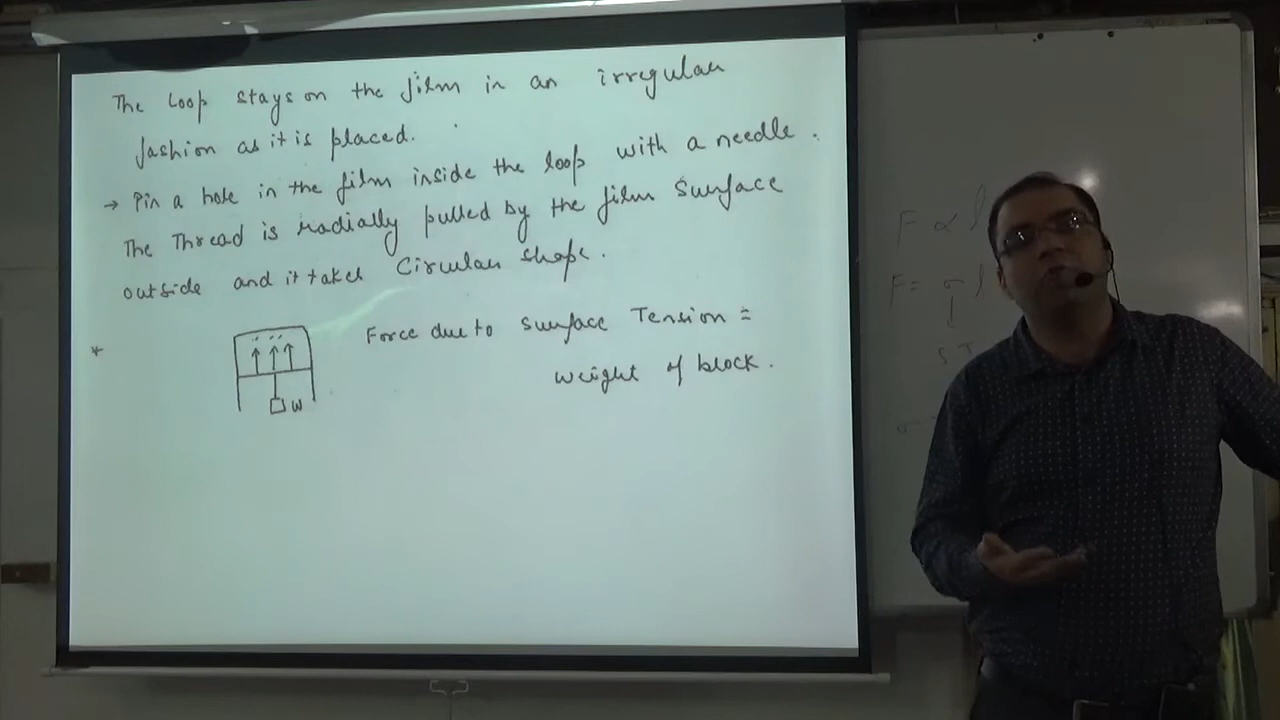 The Loop stays on the film in an irregular
fashion as it is placed.
→ Pin a hole in the film inside the loop with a needle.
The Thread is radially pulled by the film surface
outside and it takes Circular shape.
* Force due to surface Tension =
weight of block.
W
F ∝ l
F = σ l
S T